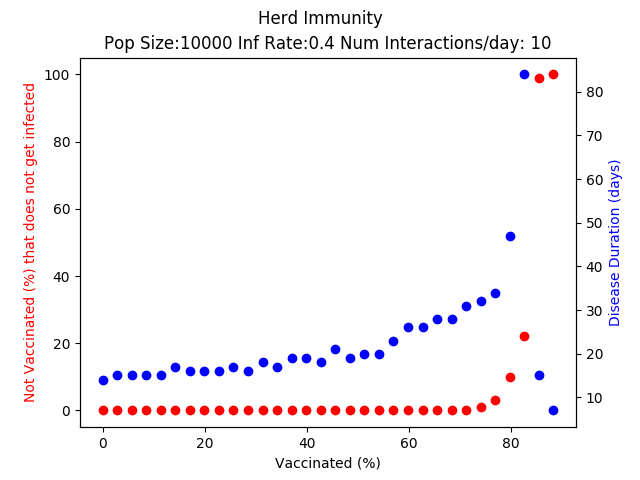 Herd Immunity
Pop Size:10000 Inf Rate:0.4 Num Interactions/day: 10
Not Vaccinated (%) that does not get infected
100
80
60
40
20
0
80
70
60
50
40
30
20
10
Disease Duration (days)
0 20 40 60 80
Vaccinated (%)